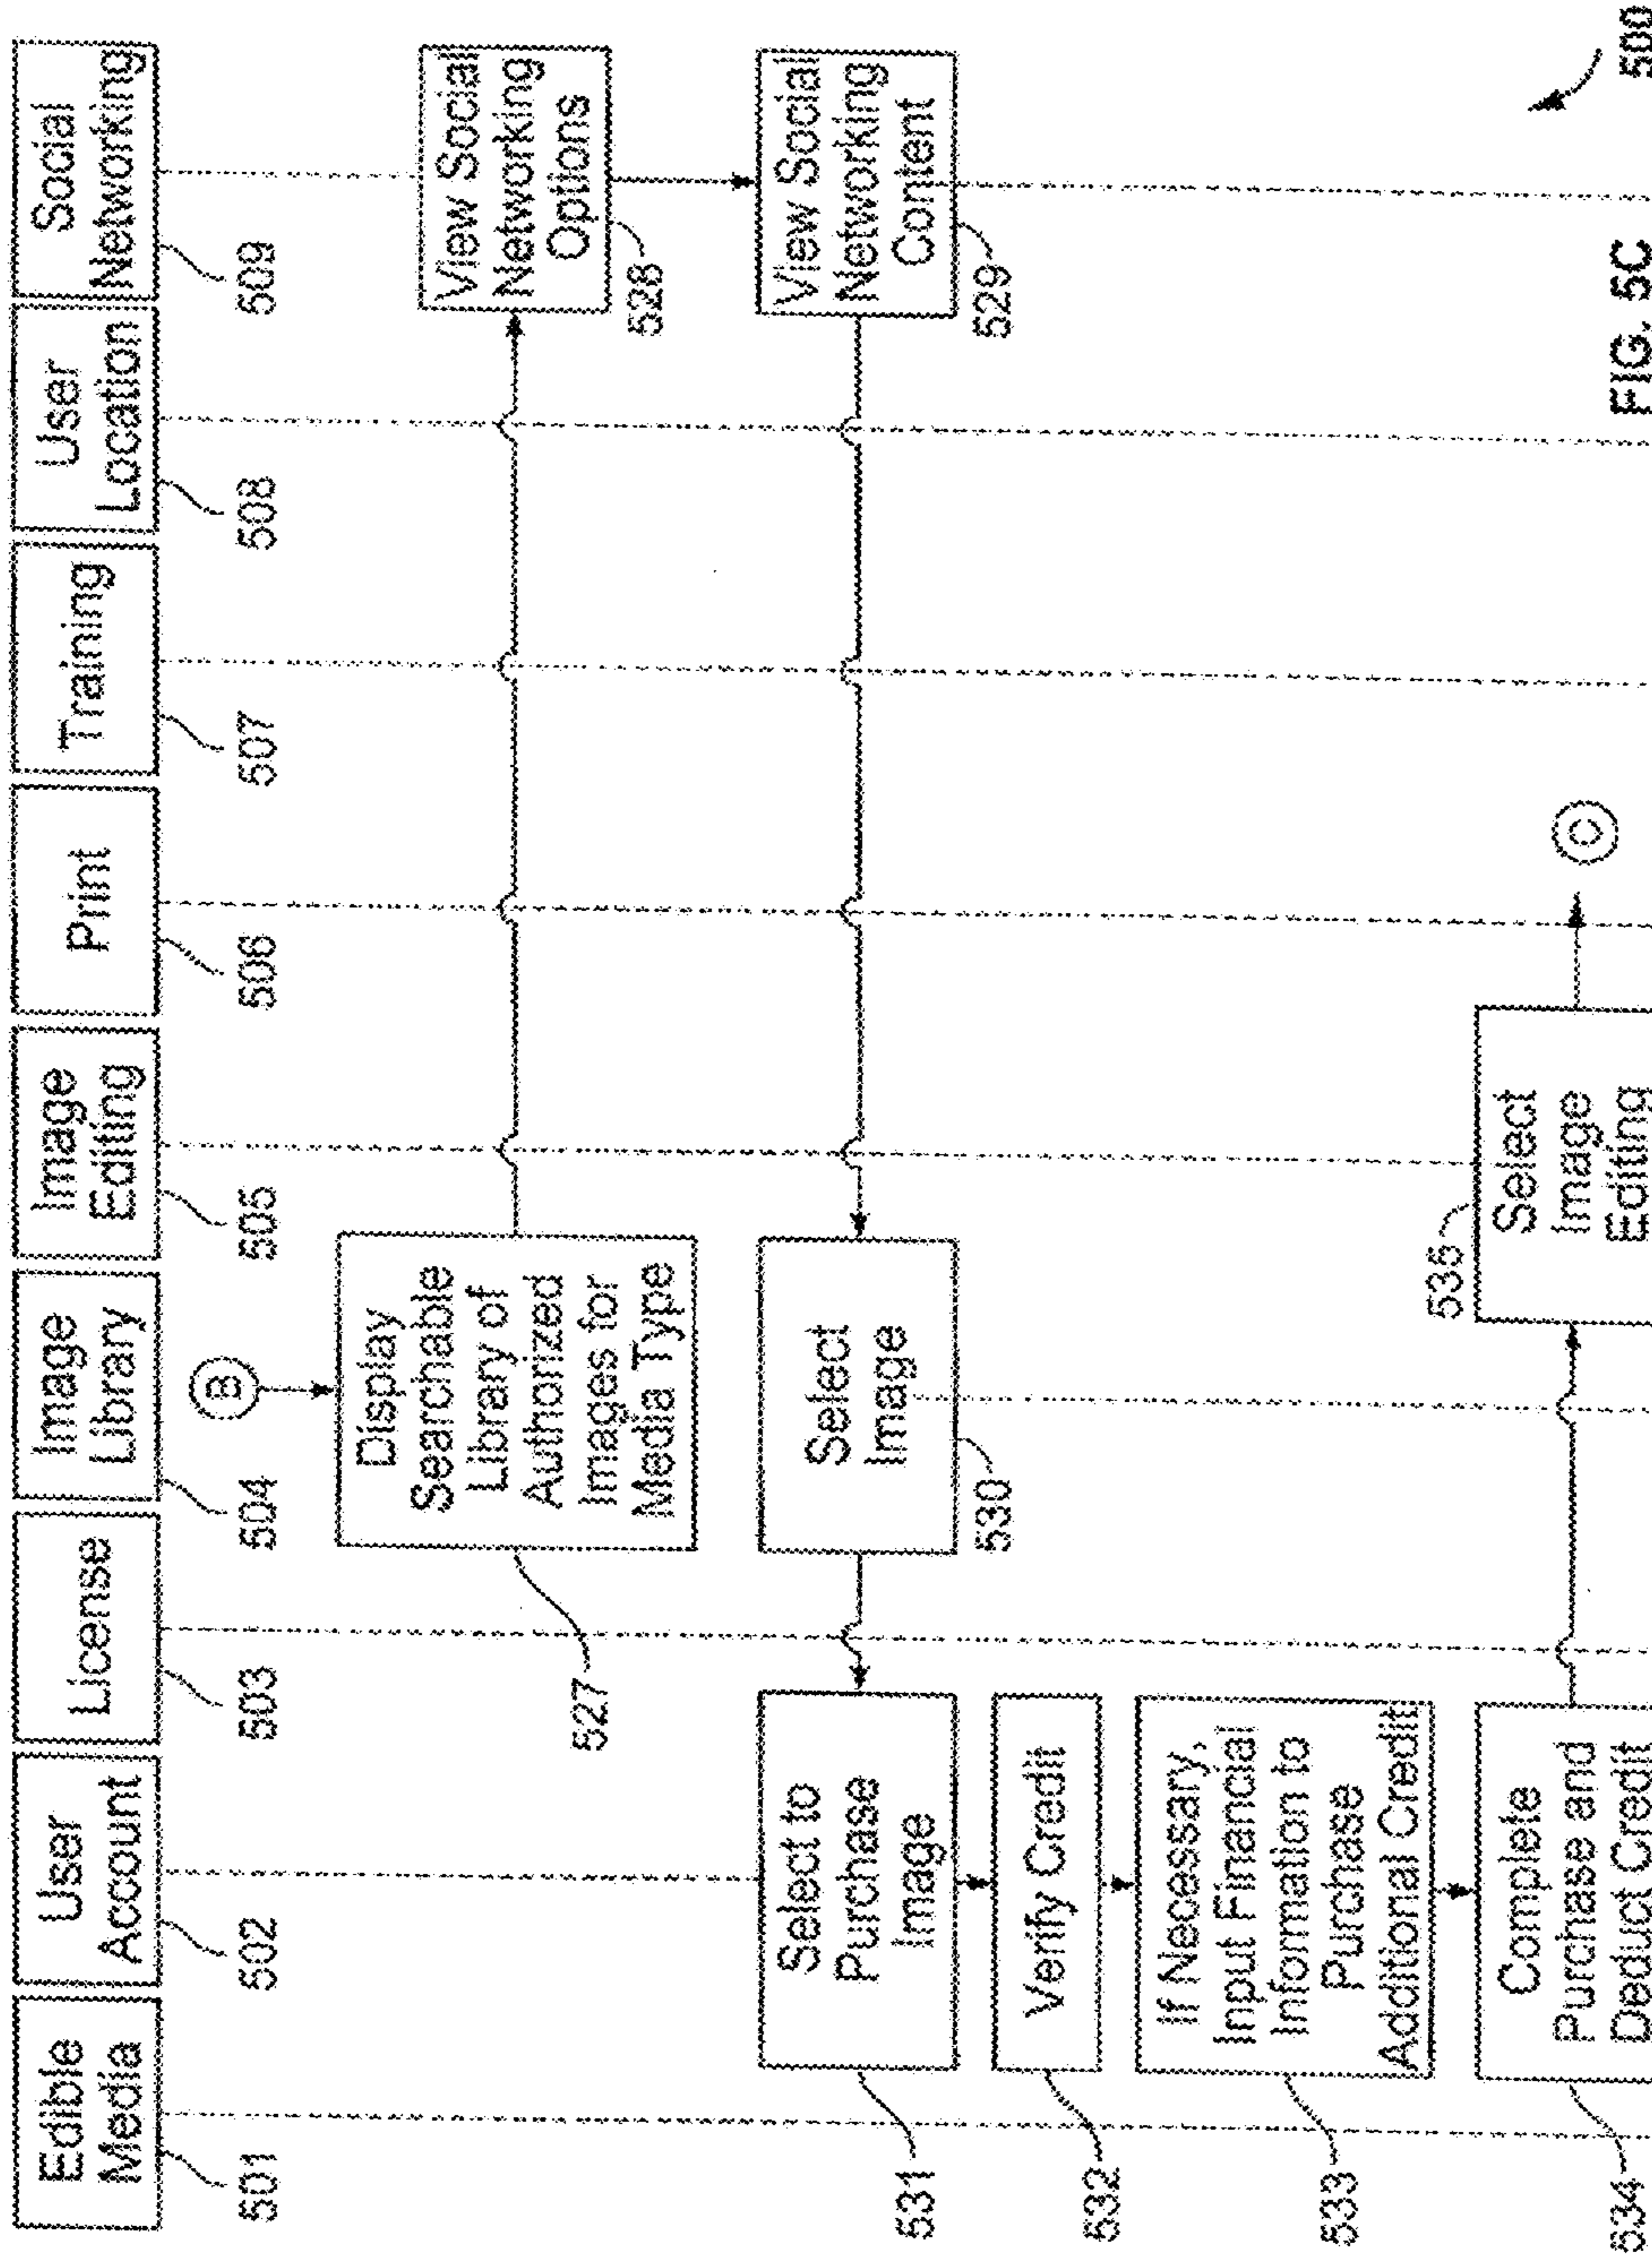 Edible
Media
501
User
Account
502
License
503
Image
Library
504
Image
Editing
505
Print
506
Training
507
User
Location
508
Social
Networking
509
B
Display
Searchable
Library of
Authorized
Images for
Media Type
527
View Social
Networking
Options
528
View Social
Networking
Content
529
Select
Image
530
Select to
Purchase
Image
531
Verify Credit
532
If Necessary,
Input Financial
Information to
Purchase
Additional Credit
533
Complete
Purchase and
Deduct Credit
534
Select
Image
Editing
535
C
FIG. 5C
500